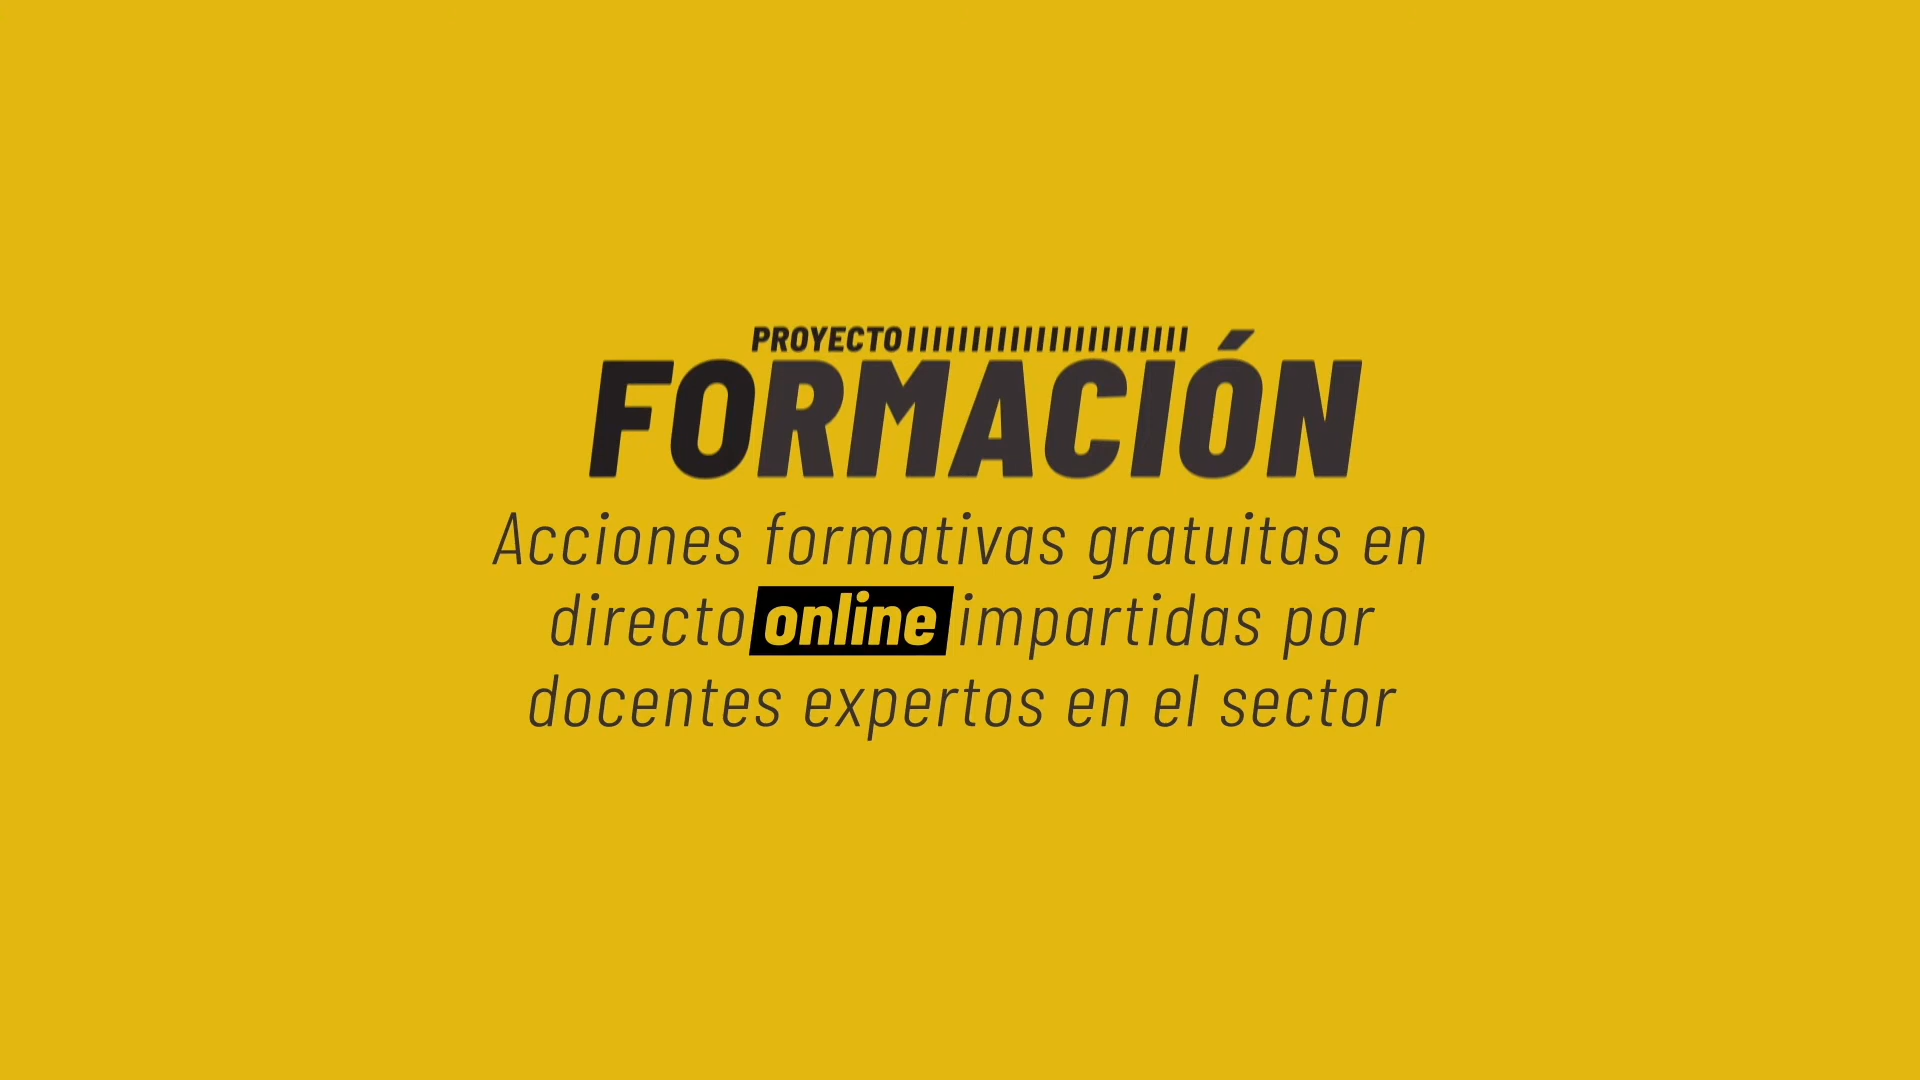 PROYECTO
FORMACIÓN
Acciones formativas gratuitas en
directo online impartidas por
docentes expertos en el sector